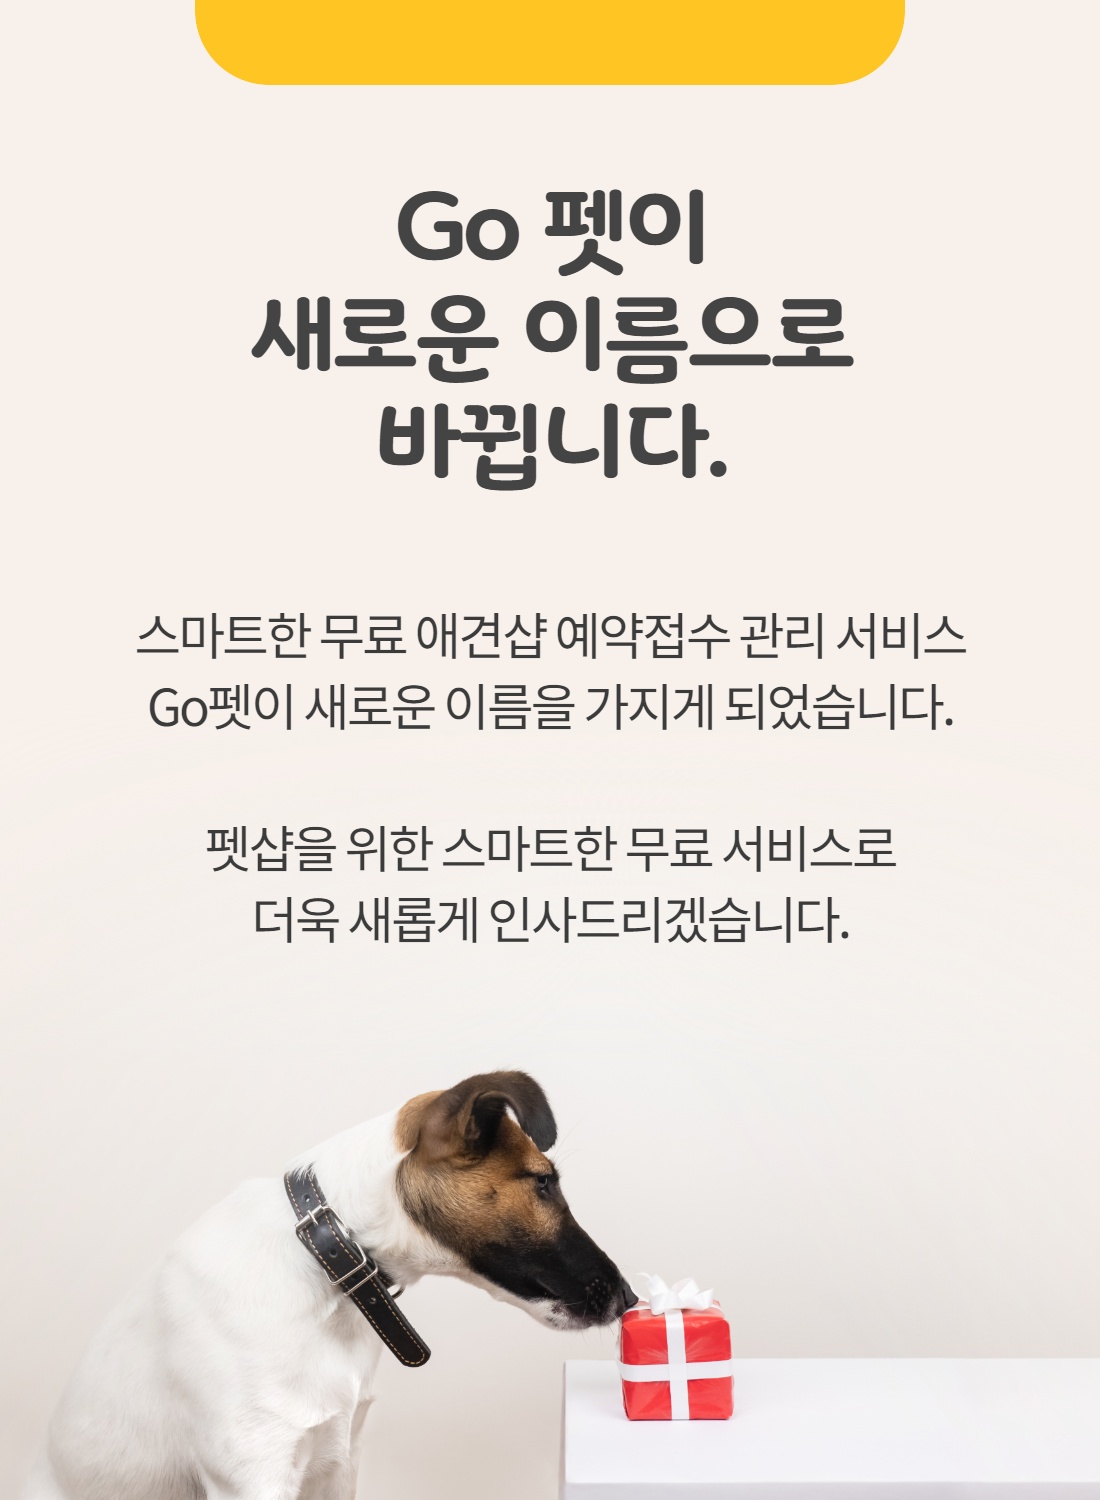 Go 펫이
새로운 이름으로
바뀝니다.
스마트한 무료 애견샵 예약접수 관리 서비스
Go펫이 새로운 이름을 가지게 되었습니다.
펫샵을 위한 스마트한 무료 서비스로
더욱 새롭게 인사드리겠습니다.